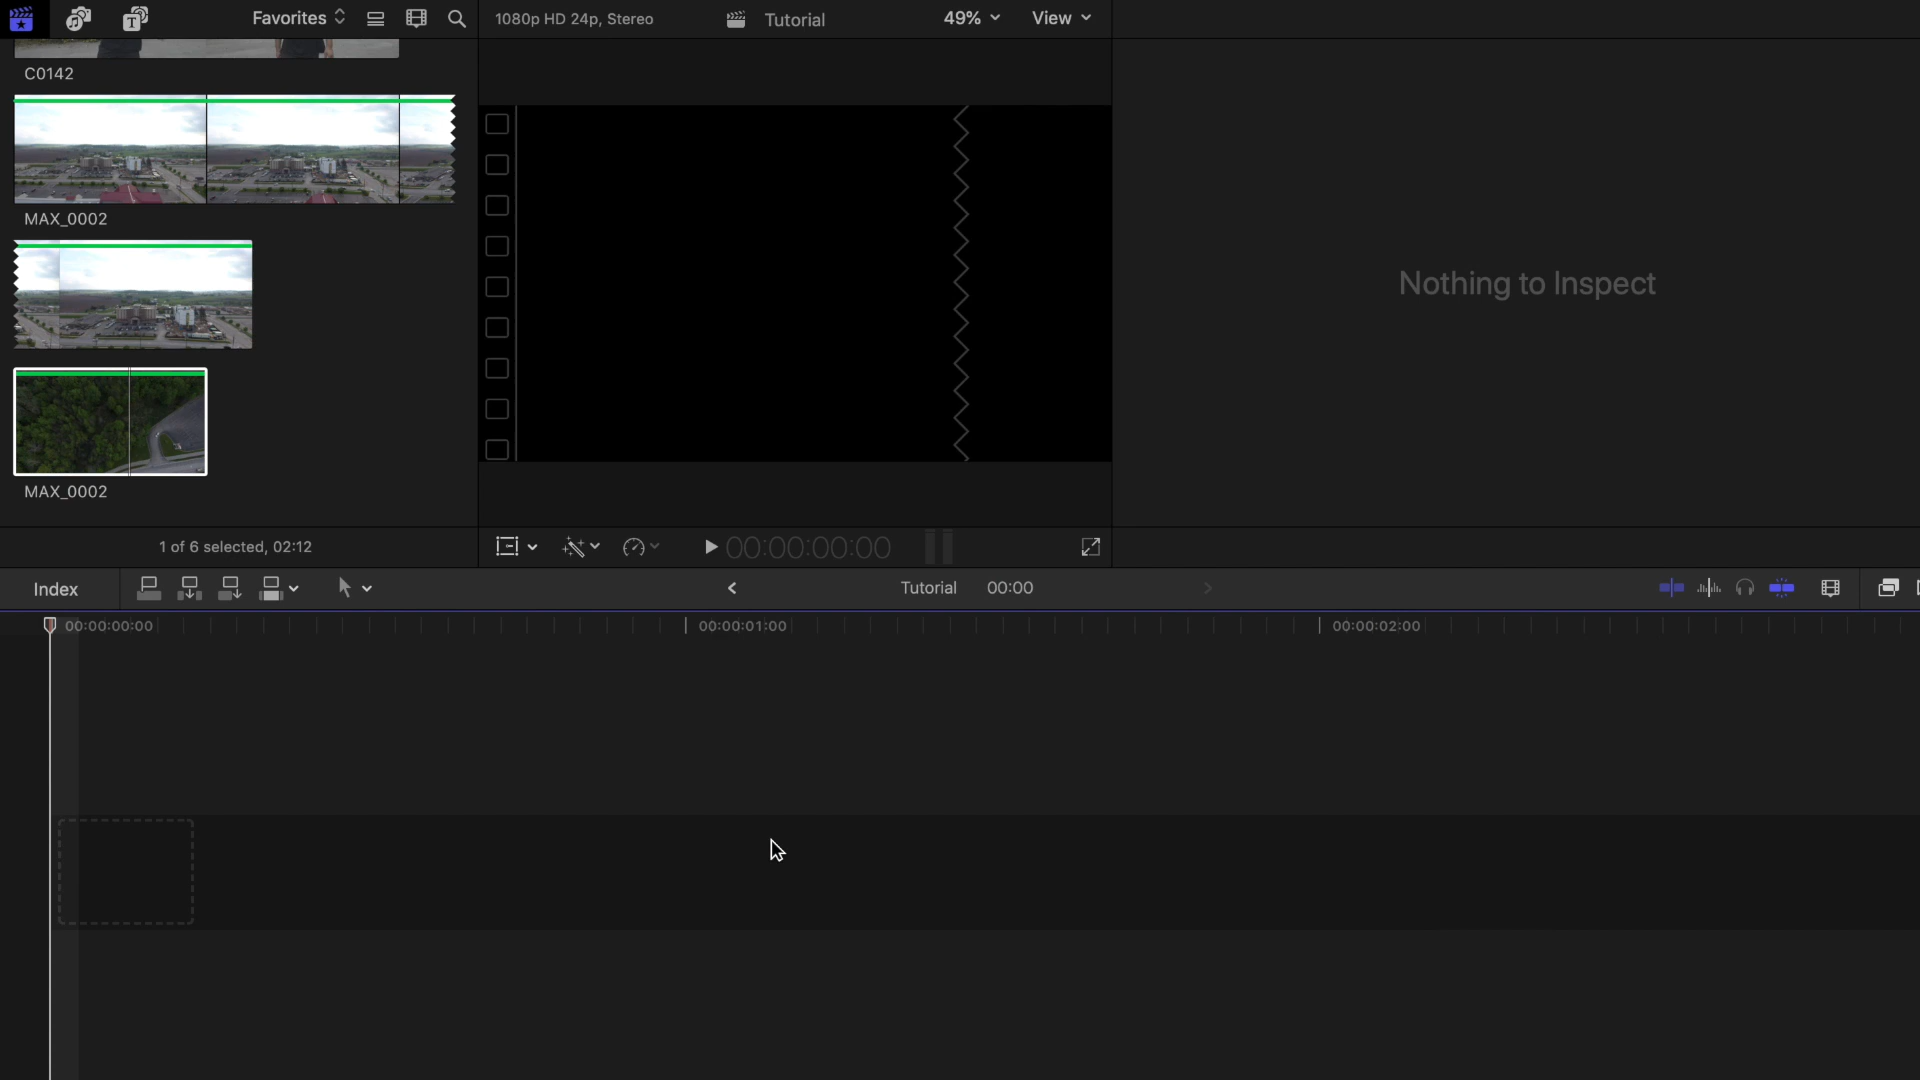 Favorites
1080p HD 24p, Stereo
Tutorial
49%
View
C0142
MAX_0002
MAX_0002
Nothing to Inspect
1 of 6 selected, 02:12
00:00:00:00
Index
Tutorial
00:00
00:00:00:00
00:00:01:00
00:00:02:00